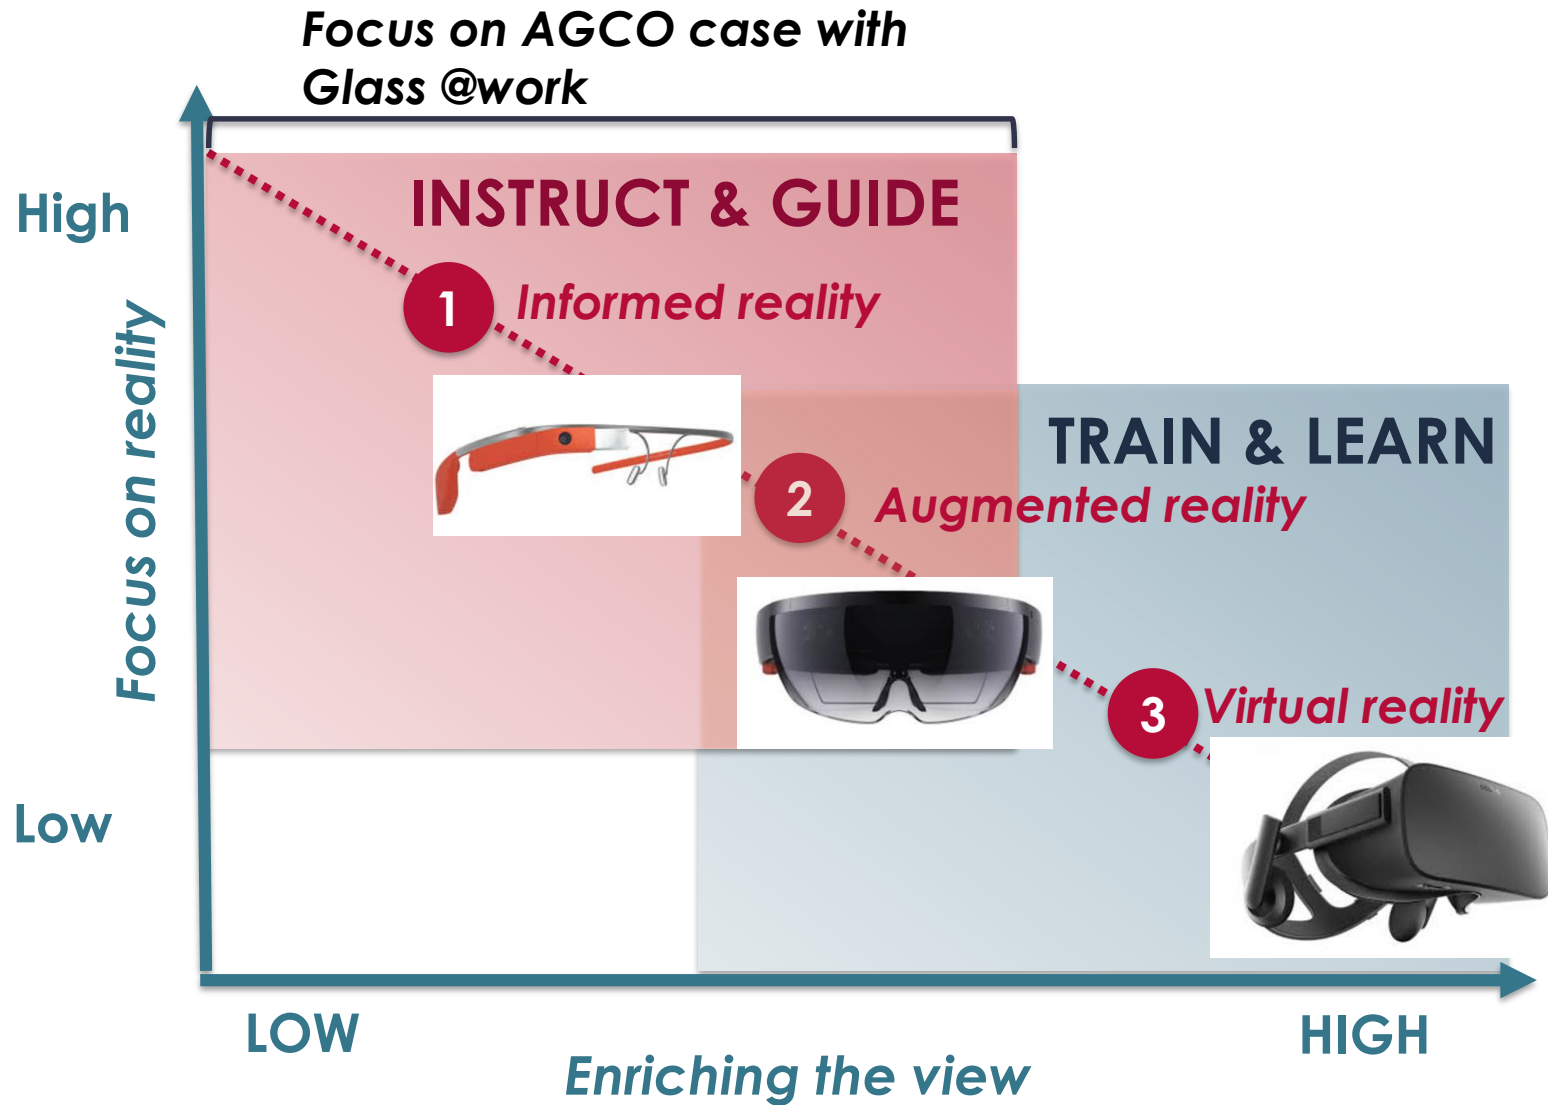 Focus on AGCO case with
Glass @work
High
INSTRUCT & GUIDE
1
Informed reality
Focus on reality
TRAIN & LEARN
2
Augmented reality
3
Virtual reality
Low
LOW
HIGH
Enriching the view